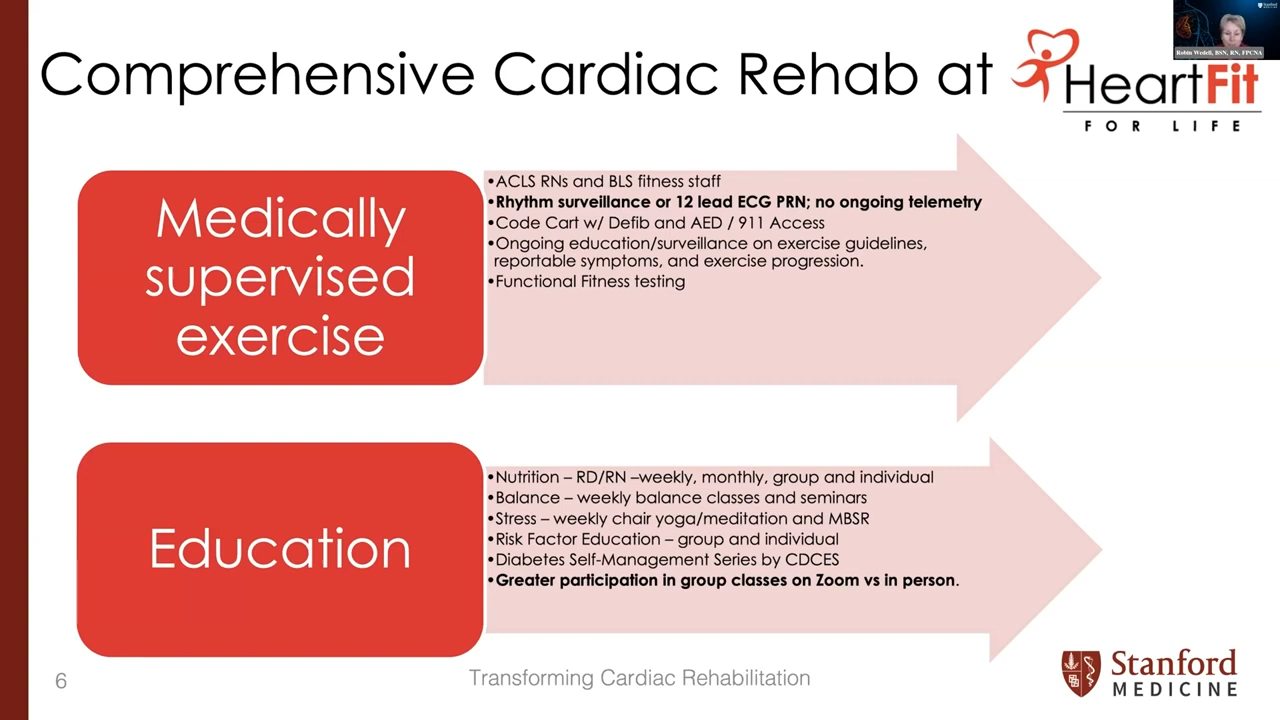 Stanford
MEDICINE
Robin Wedell, BSN, RN, FPCNA
Comprehensive Cardiac Rehab at
HeartFit
FOR LIFE
Medically
supervised
exercise
•ACLS RNs and BLS fitness staff
•Rhythm surveillance or 12 lead ECG PRN; no ongoing telemetry
•Code Cart w/ Defib and AED / 911 Access
•Ongoing education/surveillance on exercise guidelines,
reportable symptoms, and exercise progression.
•Functional Fitness testing
Education
•Nutrition – RD/RN –weekly, monthly, group and individual
•Balance – weekly balance classes and seminars
•Stress – weekly chair yoga/meditation and MBSR
•Risk Factor Education – group and individual
•Diabetes Self-Management Series by CDCES
•Greater participation in group classes on Zoom vs in person.
6
Transforming Cardiac Rehabilitation
Stanford
MEDICINE